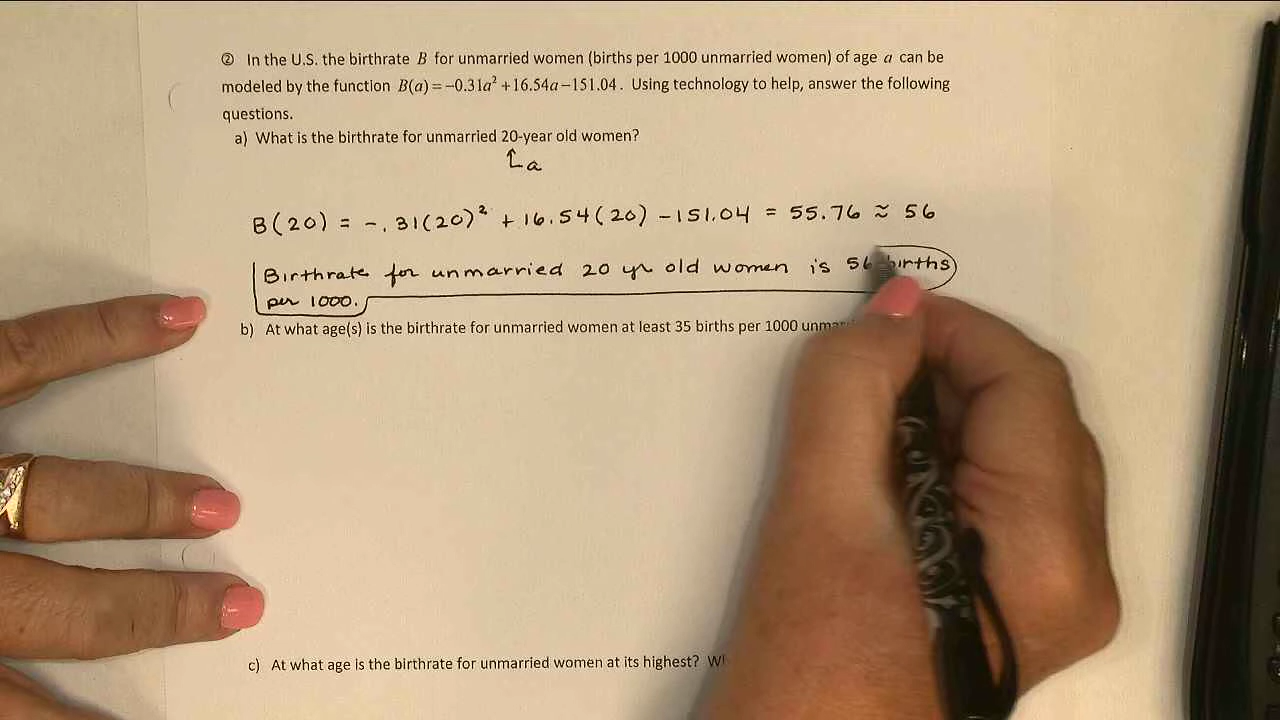 ② In the U.S. the birthrate B for unmarried women (births per 1000 unmarried women) of age a can be
modeled by the function B(a)=−0.31a²+16.54a−151.04. Using technology to help, answer the following
questions.
a) What is the birthrate for unmarried 20-year old women?
a
B(20) = -.31(20)² + 16.54(20) - 151.04 = 55.76 ≈ 56
Birthrate for unmarried 20 yr old women is 56 births
per 1000.
b) At what age(s) is the birthrate for unmarried women at least 35 births per 1000
c) At what age is the birthrate for unmarried women at its highest?